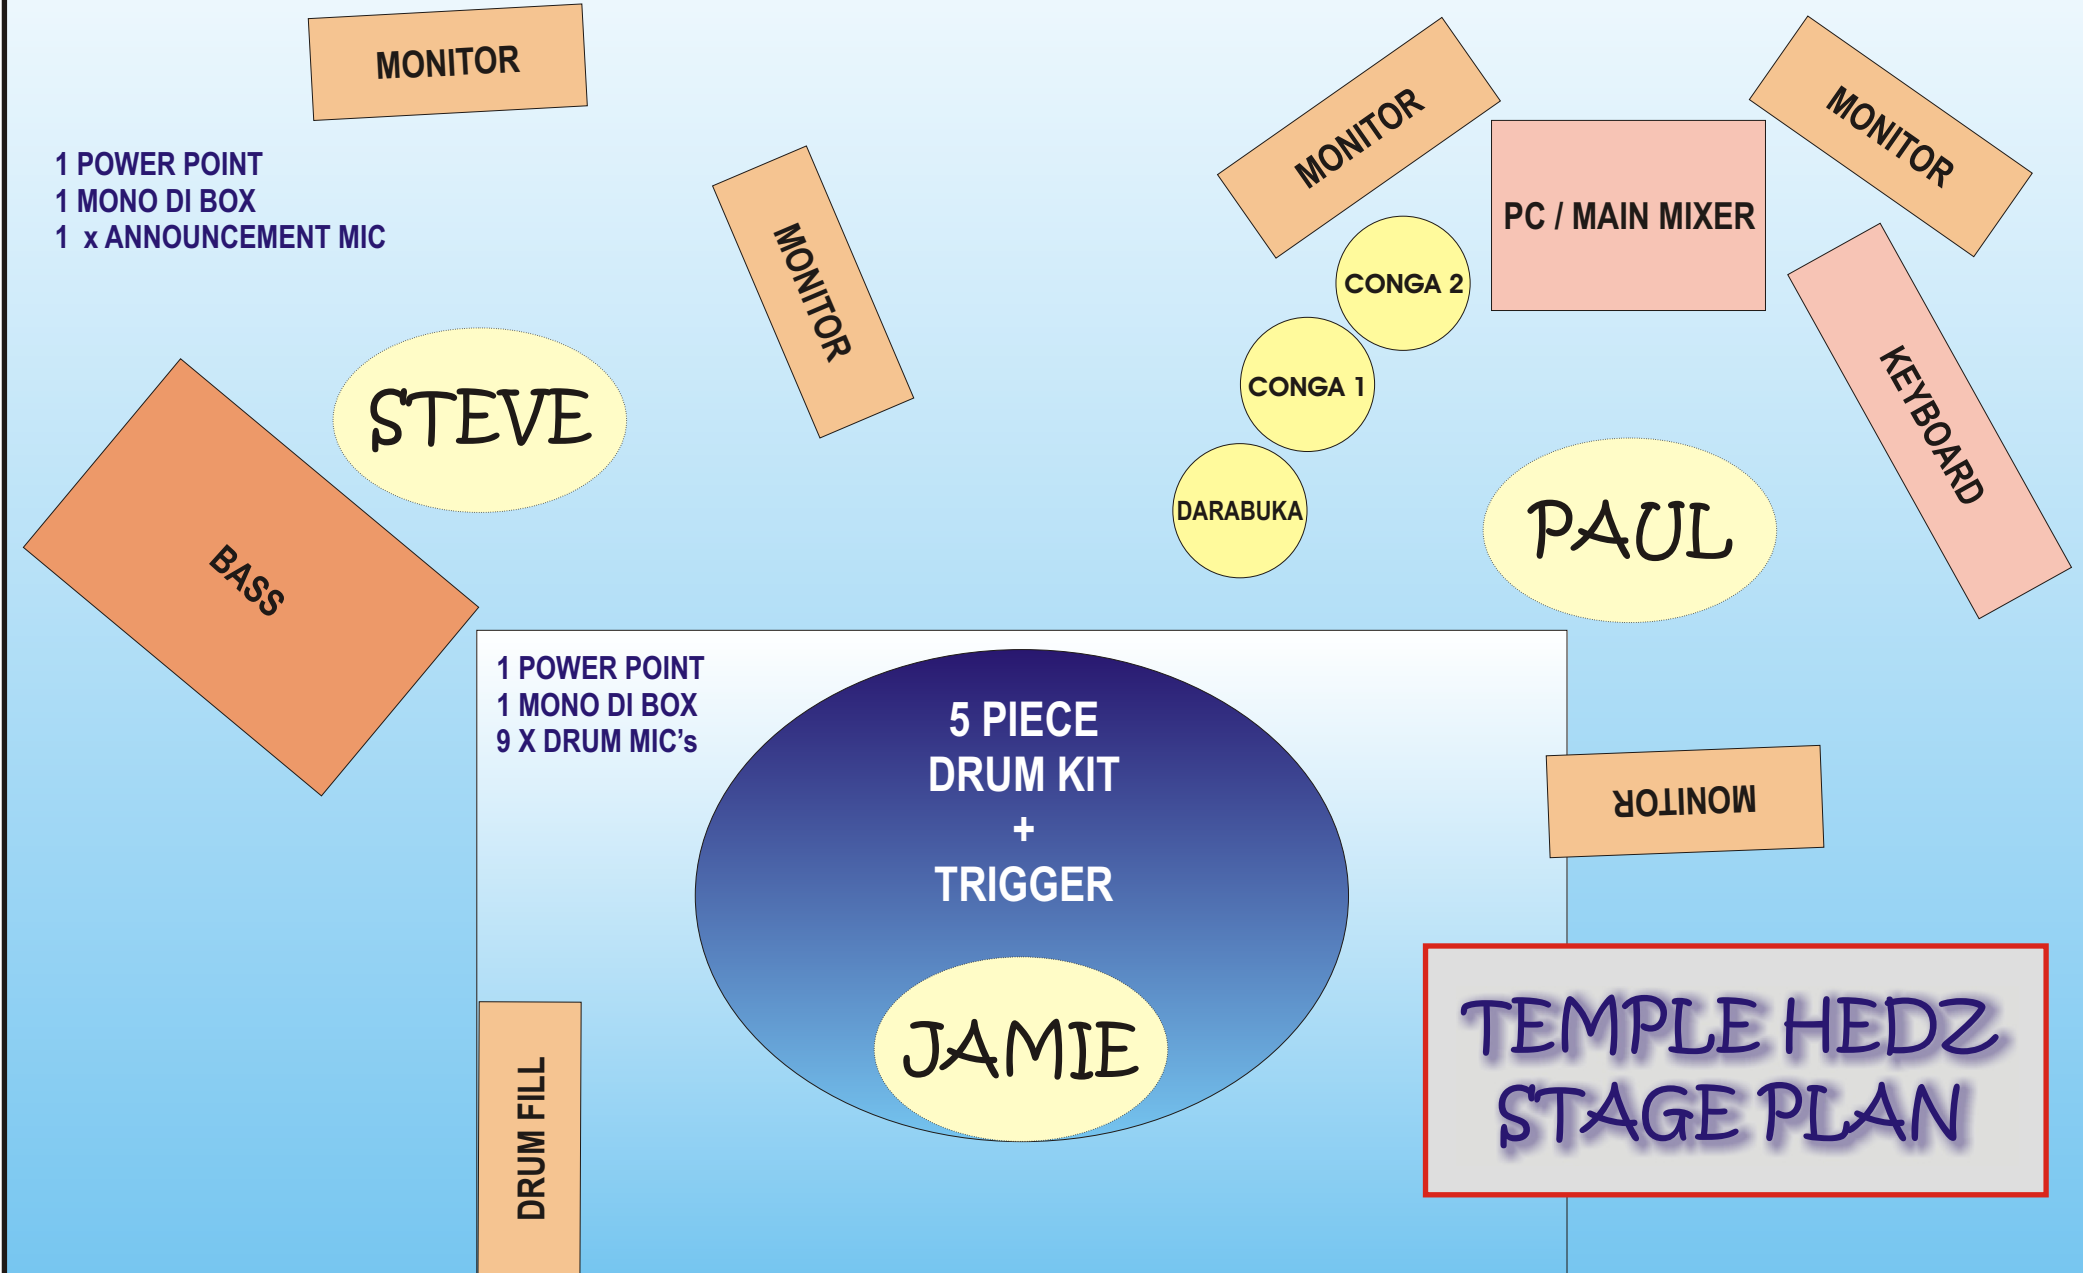 MONITOR
MONITOR
MONITOR
1 POWER POINT
1 MONO DI BOX
1 x ANNOUNCEMENT MIC
MONITOR
PC / MAIN MIXER
CONGA 2
CONGA 1
DARABUKA
KEYBOARD
STEVE
PAUL
BASS
1 POWER POINT
1 MONO DI BOX
9 X DRUM MIC's
5 PIECE
DRUM KIT
+
TRIGGER
MONITOR
JAMIE
DRUM FILL
TEMPLE HEDZ
STAGE PLAN